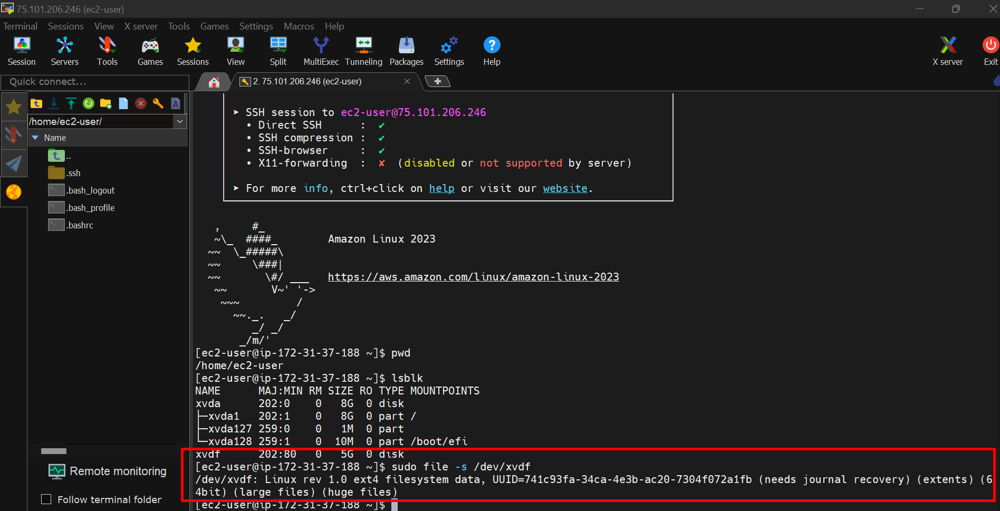 75.101.206.246 (ec2-user)
Terminal Sessions View X server Tools Games Settings Macros Help
Session Servers Tools Games Sessions View Split MultiExec Tunneling Packages Settings Help X server Exit
Quick connect...
2. 75.101.206.246 (ec2-user)
/home/ec2-user/
Name
..
.ssh
.bash_logout
.bash_profile
.bashrc
Remote monitoring
Follow terminal folder
➤ SSH session to ec2-user@75.101.206.246
• Direct SSH : ✔
• SSH compression : ✔
• SSH-browser : ✔
• X11-forwarding : ✘ (disabled or not supported by server)
➤ For more info, ctrl+click on help or visit our website.
   ,     #_
   ~\_  ####_        Amazon Linux 2023
  ~~  \_#####\
  ~~     \###|
  ~~       \#/ ___   https://aws.amazon.com/linux/amazon-linux-2023
   ~~       V~' '->
    ~~~         /
      ~~._.   _/
         _/ _/
       _/m/'
[ec2-user@ip-172-31-37-188 ~]$ pwd
/home/ec2-user
[ec2-user@ip-172-31-37-188 ~]$ lsblk
NAME      MAJ:MIN RM SIZE RO TYPE MOUNTPOINTS
xvda      202:0    0   8G  0 disk
├─xvda1   202:1    0   8G  0 part /
├─xvda127 259:0    0   1M  0 part
└─xvda128 259:1    0  10M  0 part /boot/efi
xvdf      202:80   0   5G  0 disk
[ec2-user@ip-172-31-37-188 ~]$ sudo file -s /dev/xvdf
/dev/xvdf: Linux rev 1.0 ext4 filesystem data, UUID=741c93fa-34ca-4e3b-ac20-7304f072a1fb (needs journal recovery) (extents) (6
4bit) (large files) (huge files)
[ec2-user@ip-172-31-37-188 ~]$